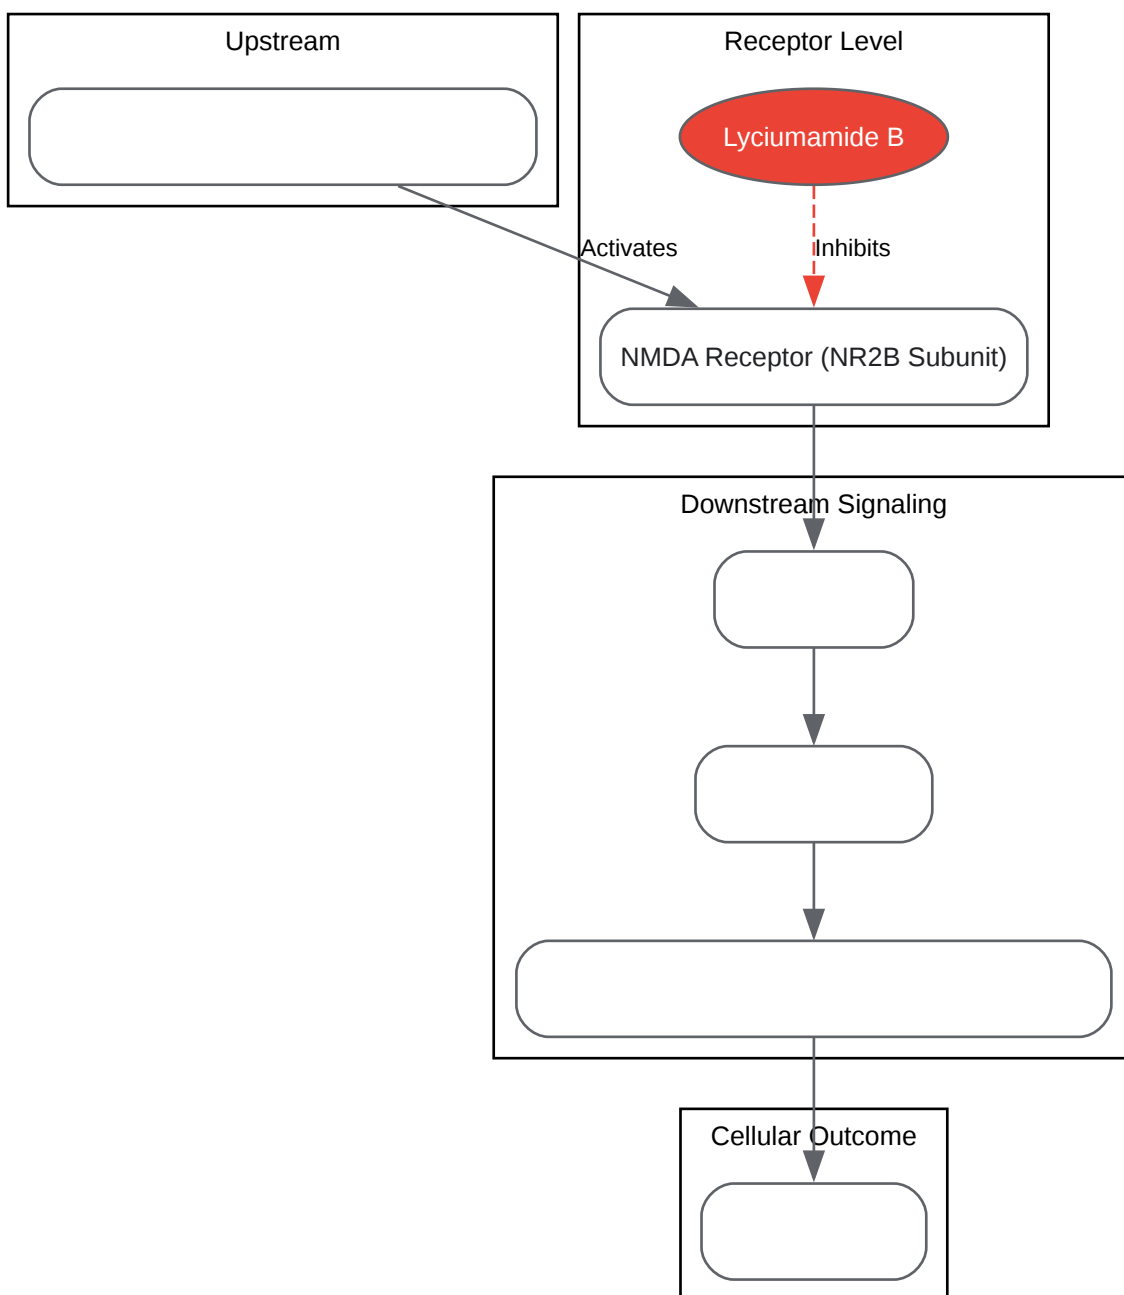 Upstream
Receptor Level
Lyciumamide B
Activates
Inhibits
NMDA Receptor (NR2B Subunit)
Downstream Signaling
Cellular Outcome